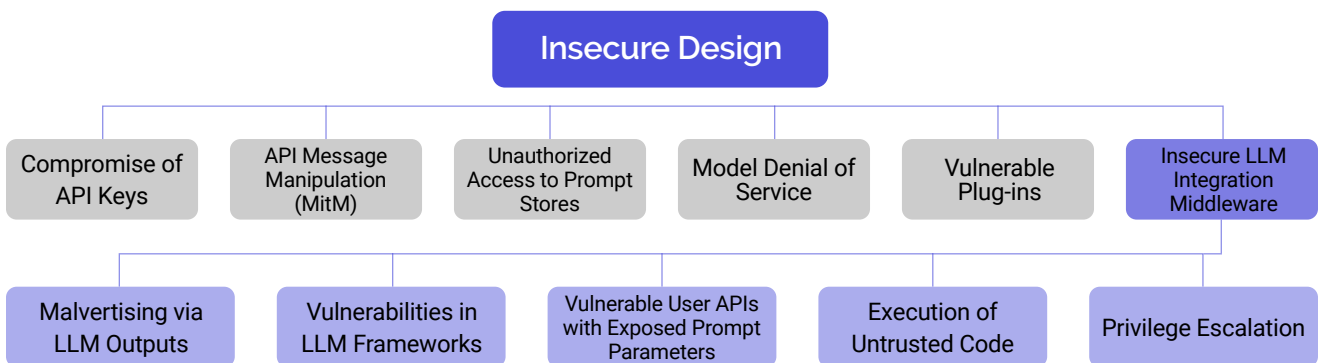 Insecure Design
Compromise of
API Keys
API Message
Manipulation
(MitM)
Unauthorized
Access to Prompt
Stores
Model Denial of
Service
Vulnerable
Plug-ins
Insecure LLM
Integration
Middleware
Malvertising via
LLM Outputs
Vulnerabilities in
LLM Frameworks
Vulnerable User APIs
with Exposed Prompt
Parameters
Execution of
Untrusted Code
Privilege Escalation